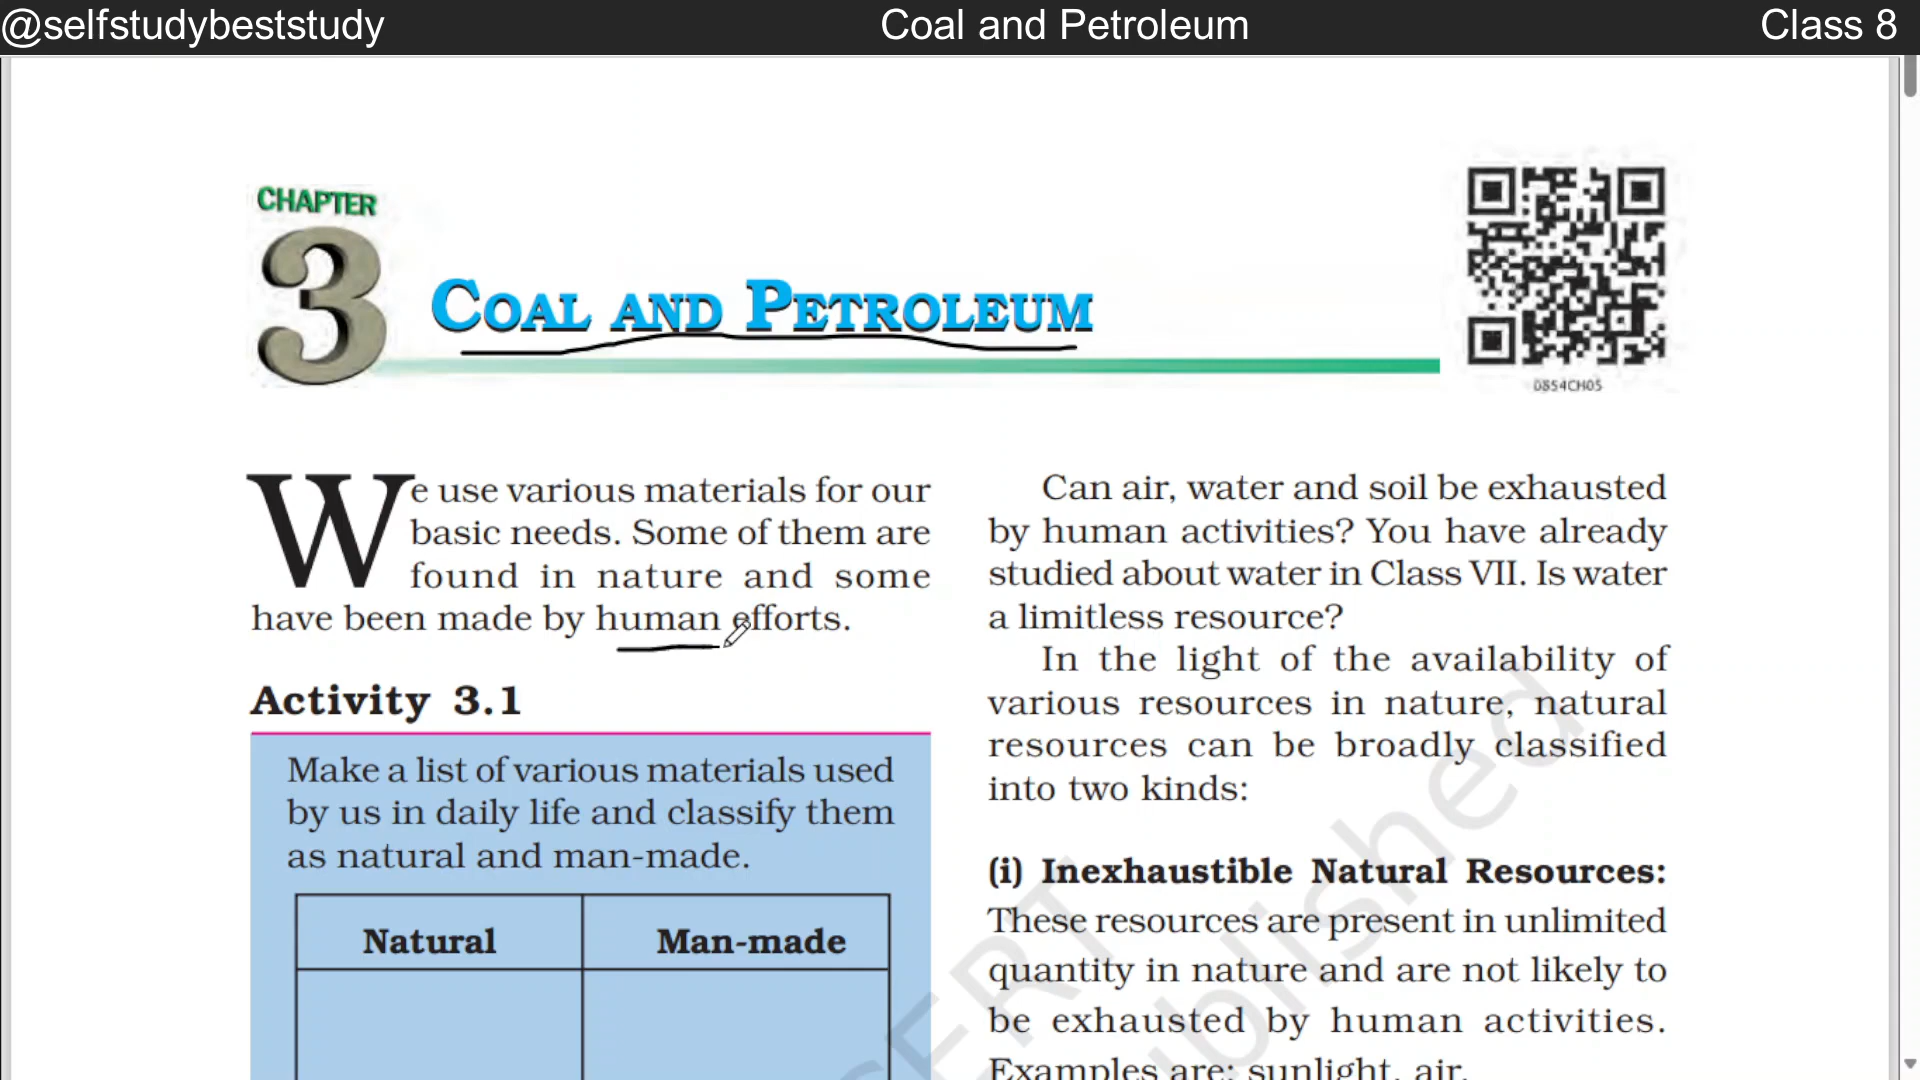 @selfstudybeststudy
Coal and Petroleum
Class 8
CHAPTER
3
COAL AND PETROLEUM
0854CH05
We use various materials for our
basic needs. Some of them are
found in nature and some
have been made by human efforts.
Activity 3.1
Make a list of various materials used
by us in daily life and classify them
as natural and man-made.
Natural
Man-made
Can air, water and soil be exhausted
by human activities? You have already
studied about water in Class VII. Is water
a limitless resource?
In the light of the availability of
various resources in nature, natural
resources can be broadly classified
into two kinds:
(i) Inexhaustible Natural Resources:
These resources are present in unlimited
quantity in nature and are not likely to
be exhausted by human activities.
Examples are: sunlight, air.